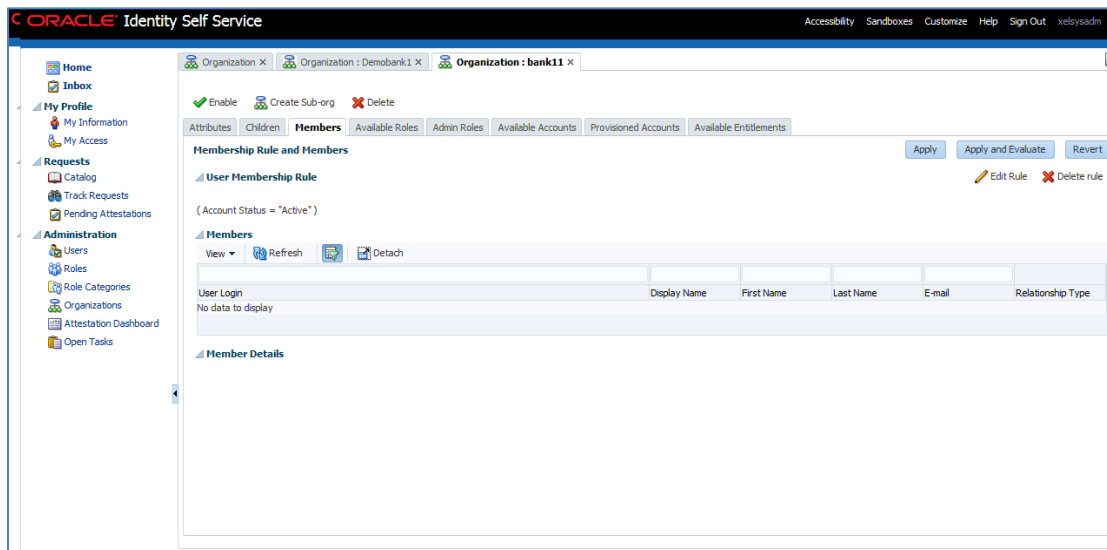 ORACLE Identity Self Service Accessibility Sandboxes Customize Help Sign Out xelsysadm
Home
Inbox
My Profile
My Information
My Access
Requests
Catalog
Track Requests
Pending Attestations
Administration
Users
Roles
Role Categories
Organizations
Attestation Dashboard
Open Tasks
Organization Organization : Demobank1 Organization : bank11
Enable Create Sub-org Delete
Attributes Children Members Available Roles Admin Roles Available Accounts Provisioned Accounts Available Entitlements
Membership Rule and Members Apply Apply and Evaluate Revert
User Membership Rule Edit Rule Delete rule
( Account Status = "Active" )
Members
View Refresh Detach
User Login Display Name First Name Last Name E-mail Relationship Type
No data to display
Member Details